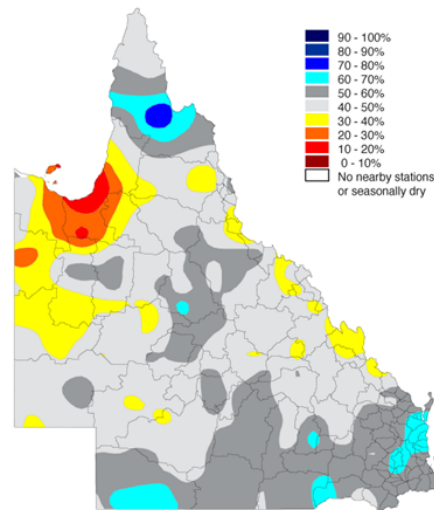 90 - 100%
80 - 90%
70 - 80%
60 - 70%
50 - 60%
40 - 50%
30 - 40%
20 - 30%
10 - 20%
0 - 10%
No nearby stations
or seasonally dry